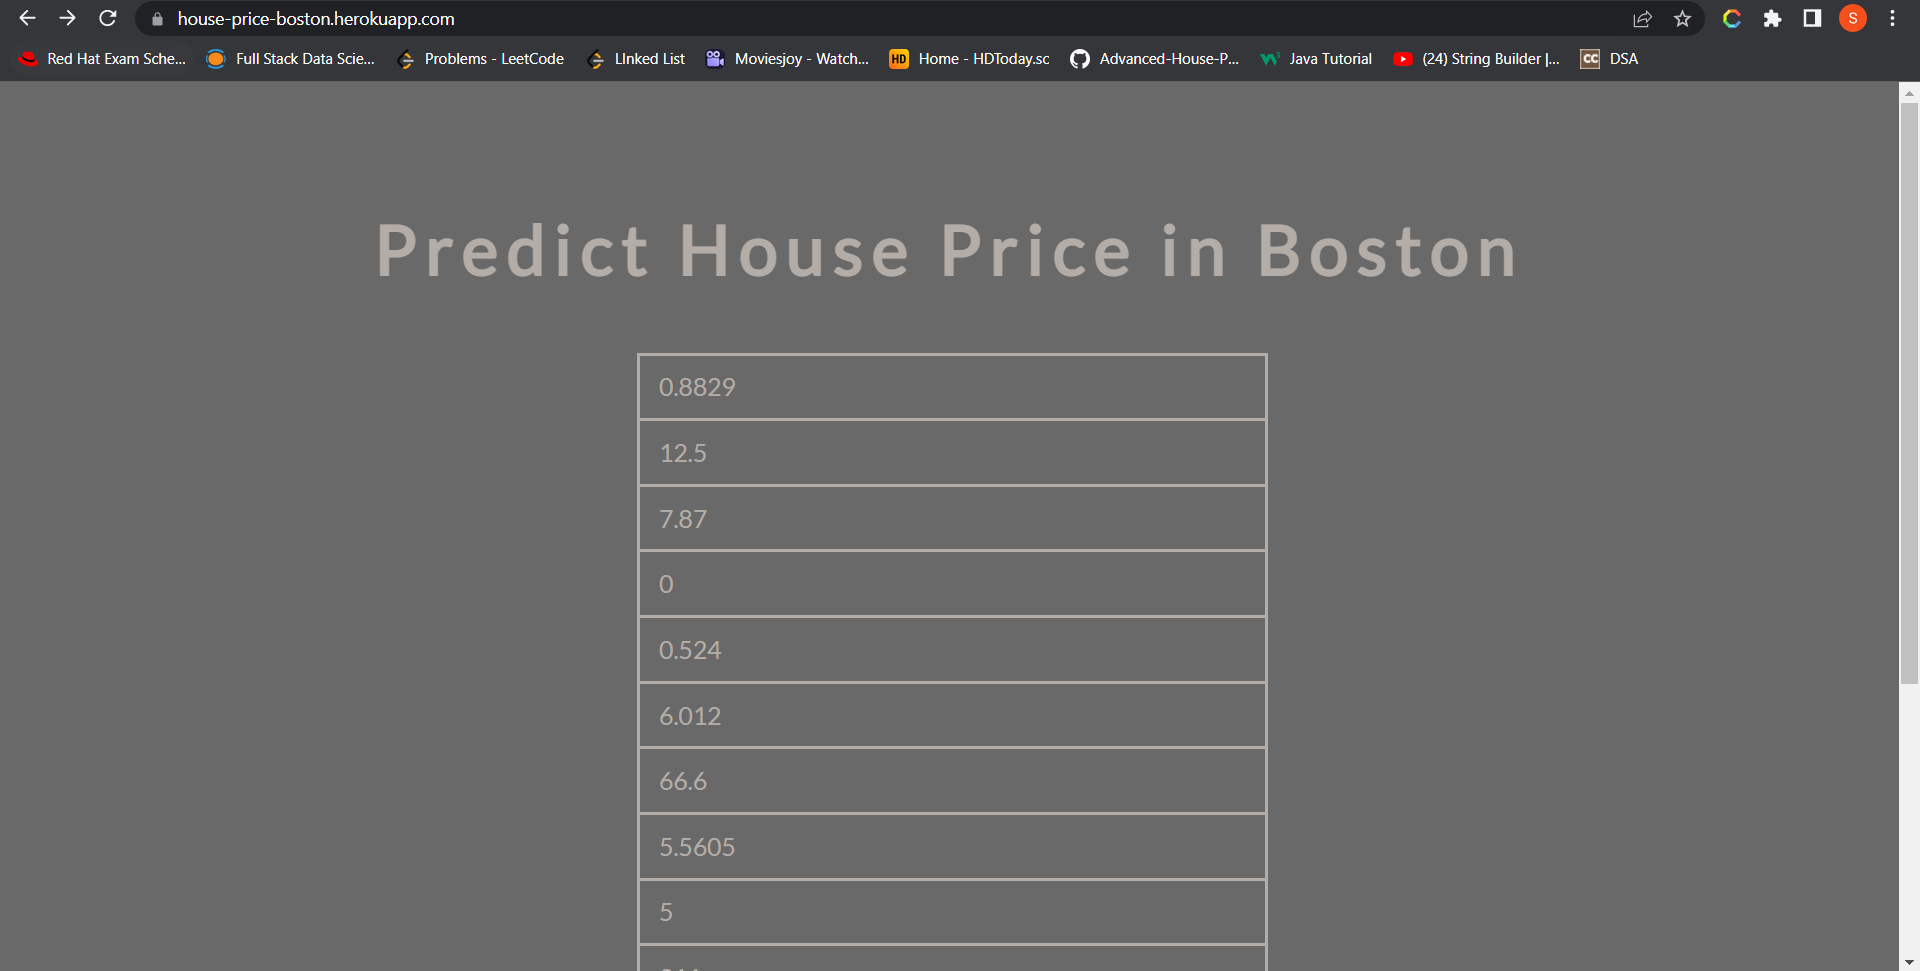 house-price-boston.herokuapp.com
S
Red Hat Exam Sche... Full Stack Data Scie... Problems - LeetCode LInked List Moviesjoy - Watch... HD Home - HDToday.sc Advanced-House-P... Java Tutorial (24) String Builder |... CC DSA
Predict House Price in Boston
0.8829
12.5
7.87
0
0.524
6.012
66.6
5.5605
5